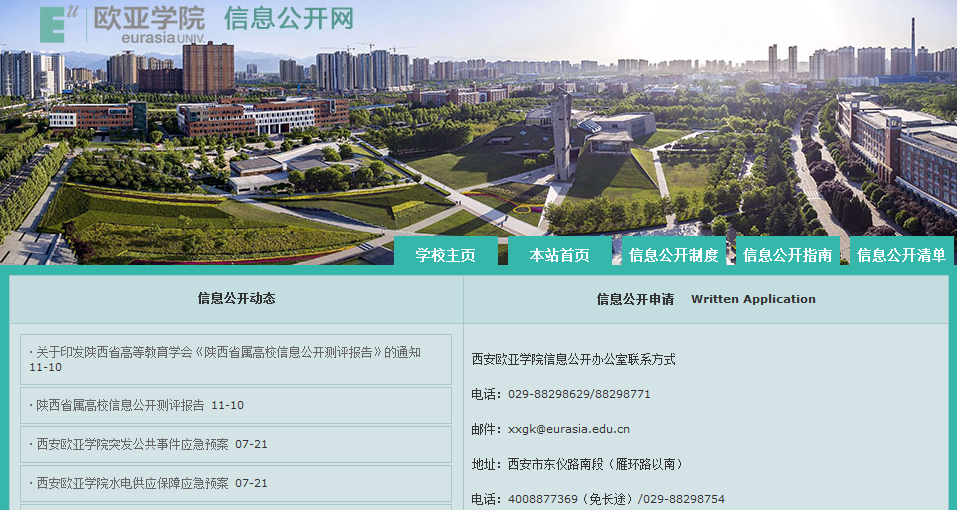 Eu 欧亚学院 信息公开网
eurasia UNIV.
学校主页 本站首页 信息公开制度 信息公开指南 信息公开清单
信息公开动态
· 关于印发陕西省高等教育学会《陕西省属高校信息公开测评报告》的通知
11-10
· 陕西省属高校信息公开测评报告 11-10
· 西安欧亚学院突发公共事件应急预案 07-21
· 西安欧亚学院水电供应保障应急预案 07-21
信息公开申请 Written Application
西安欧亚学院信息公开办公室联系方式
电话：029-88298629/88298771
邮件：xxgk@eurasia.edu.cn
地址：西安市东仪路南段（雁环路以南）
电话：4008877369（免长途）/029-88298754